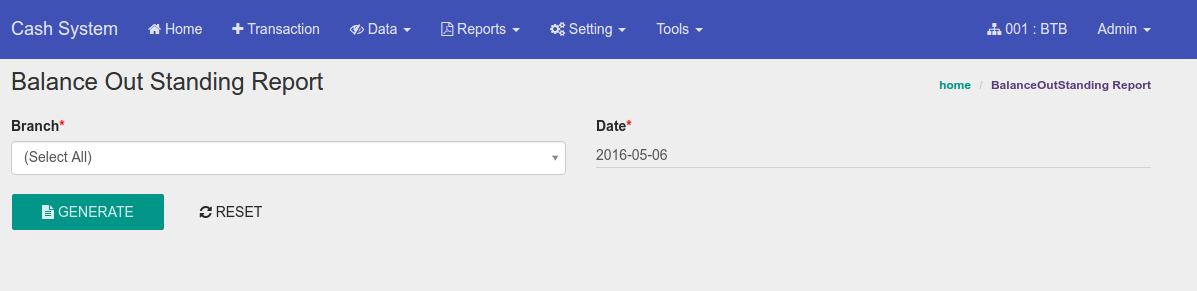 Cash System Home Transaction Data Reports Setting Tools 001 : BTB Admin
Balance Out Standing Report
home / BalanceOutStanding Report
Branch* Date*
(Select All) 2016-05-06
GENERATE RESET